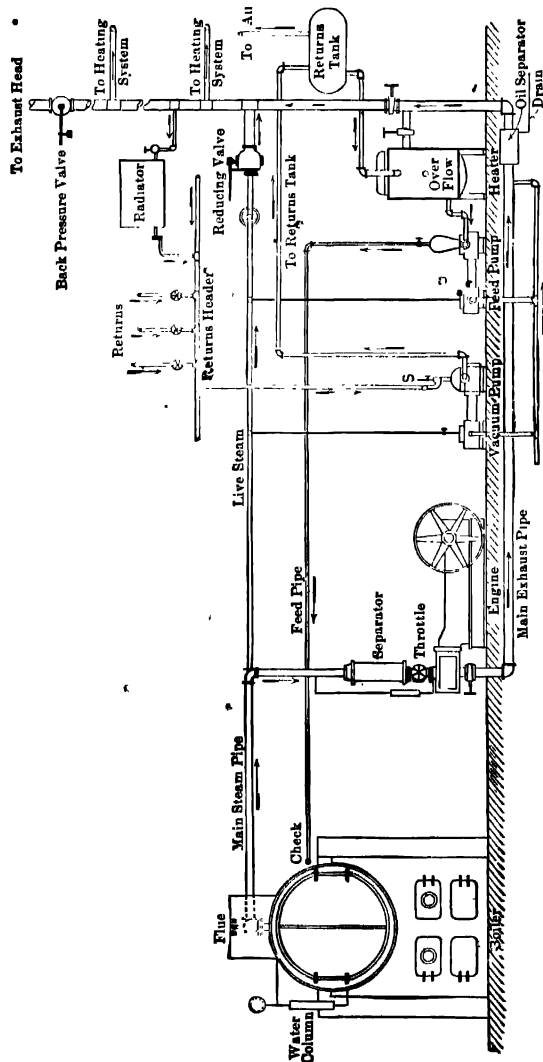 To Exhaust Head
Back Pressure Valve
To Heating
System
To Heating
System
To
Returns
Tank
Radiator
Reducing Valve
To Returns Tank
Over
Flow
Heater
Oil Separator
Drain
Returns
Returns Header
Feed Pump
S
Vacuum Pump
Live Steam
Feed Pipe
Separator
Throttle
Engine
Main Exhaust Pipe
Main Steam Pipe
Check
Flue
Water
Column
Boiler